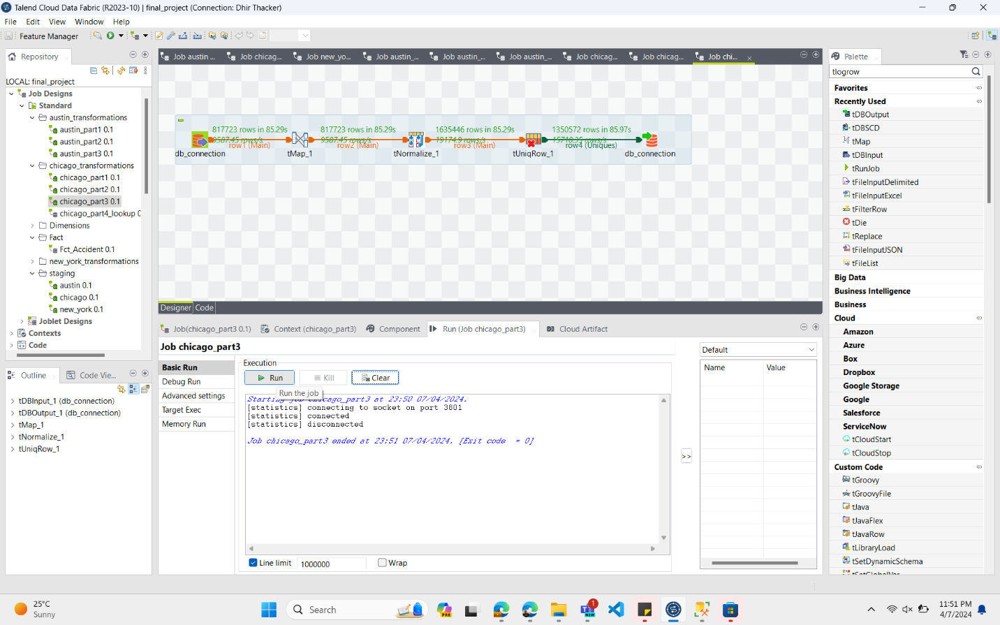 Talend Cloud Data Fabric (R2023-10) | final_project (Connection: Dhir Thacker)
File Edit View Window Help
Feature Manager
Repository
LOCAL: final_project
Job Designs
Standard
austin_transformations
austin_part1 0.1
austin_part2 0.1
austin_part3 0.1
chicago_transformations
chicago_part1 0.1
chicago_part2 0.1
chicago_part3 0.1
chicago_part4_lookup 0
Dimensions
Fact
Fct_Accident 0.1
new_york_transformations
staging
austin 0.1
chicago 0.1
new_york 0.1
Joblet Designs
Contexts
Code
Outline Code Vie...
tDBInput_1 (db_connection)
tDBOutput_1 (db_connection)
tMap_1
tNormalize_1
tUniqRow_1
Job austin ... Job chicag... Job new_yo... Job austin_... Job austin_... Job austin_... Job chicag... Job chicag... Job chi...
817723 rows in 85.29s 817723 rows in 85.29s 1635446 rows in 85.29s 1350572 rows in 85.97s
9587.45 rows/s 9587.45 rows/s 19174.9 rows/s 15710.35 rows/s
row1 (Main) row2 (Main) row3 (Main) row4 (Uniques)
db_connection tMap_1 tNormalize_1 tUniqRow_1 db_connection
Designer Code
Job(chicago_part3 0.1) Context (chicago_part3) Component Run (Job chicago_part3) Cloud Artifact
Job chicago_part3
Basic Run
Debug Run
Advanced settings
Target Exec
Memory Run
Execution
Run Kill Clear
Run the job
Starting job chicago_part3 at 23:50 07/04/2024.
[statistics] connecting to socket on port 3801
[statistics] connected
[statistics] disconnected
Job chicago_part3 ended at 23:51 07/04/2024. [Exit code = 0]
Line limit 1000000 Wrap
>>
Default
Name Value
Palette
tlogrow
Favorites
Recently Used
tDBOutput
tDBSCD
tMap
tDBInput
tRunJob
tFileInputDelimited
tFileInputExcel
tFilterRow
tDie
tReplace
tFileInputJSON
tFileList
Big Data
Business Intelligence
Business
Cloud
Amazon
Azure
Box
Dropbox
Google Storage
Google
Salesforce
ServiceNow
tCloudStart
tCloudStop
Custom Code
tGroovy
tGroovyFile
tJava
tJavaFlex
tJavaRow
tLibraryLoad
tSetDynamicSchema
tSetGlobalVar
25°C
Sunny
Search
PRE
1
NEW
11:51 PM
4/7/2024